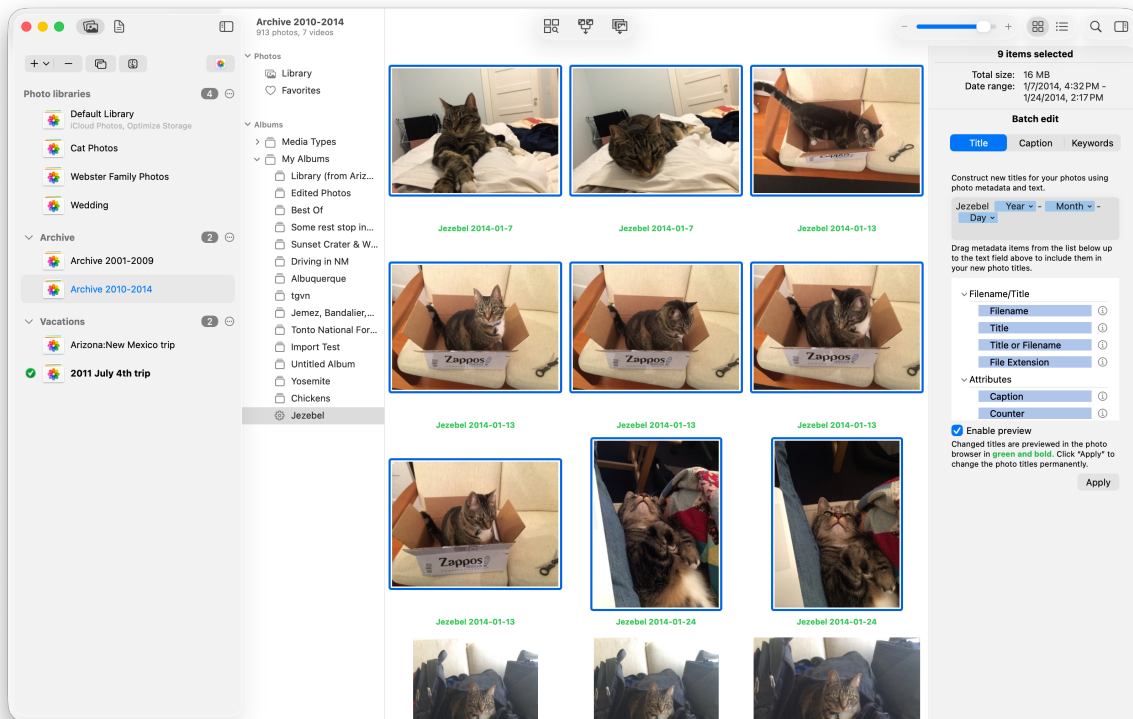 Photo libraries
4
Default Library
iCloud Photos, Optimize Storage
Cat Photos
Webster Family Photos
Wedding
Archive
2
Archive 2001-2009
Archive 2010-2014
Vacations
2
Arizona:New Mexico trip
2011 July 4th trip
Archive 2010-2014
913 photos, 7 videos
Photos
Library
Favorites
Albums
Media Types
My Albums
Library (from Ariz...
Edited Photos
Best Of
Some rest stop in...
Sunset Crater & W...
Driving in NM
Albuquerque
tgvn
Jemez, Bandalier,...
Tonto National For...
Import Test
Untitled Album
Yosemite
Chickens
Jezebel
Jezebel 2014-01-7
Jezebel 2014-01-7
Zappos
Jezebel 2014-01-13
Zappos
Jezebel 2014-01-13
Zappos
Jezebel 2014-01-13
Zappos
Jezebel 2014-01-13
Zappos
Jezebel 2014-01-13
Jezebel 2014-01-24
Jezebel 2014-01-24
9 items selected
Total size: 16 MB
Date range: 1/7/2014, 4:32 PM -
1/24/2014, 2:17 PM
Batch edit
Title Caption Keywords
Construct new titles for your photos using
photo metadata and text.
Jezebel Year - Month -
Day
Drag metadata items from the list below up
to the text field above to include them in
your new photo titles.
Filename/Title
Filename
Title
Title or Filename
File Extension
Attributes
Caption
Counter
Enable preview
Changed titles are previewed in the photo
browser in green and bold. Click "Apply" to
change the photo titles permanently.
Apply